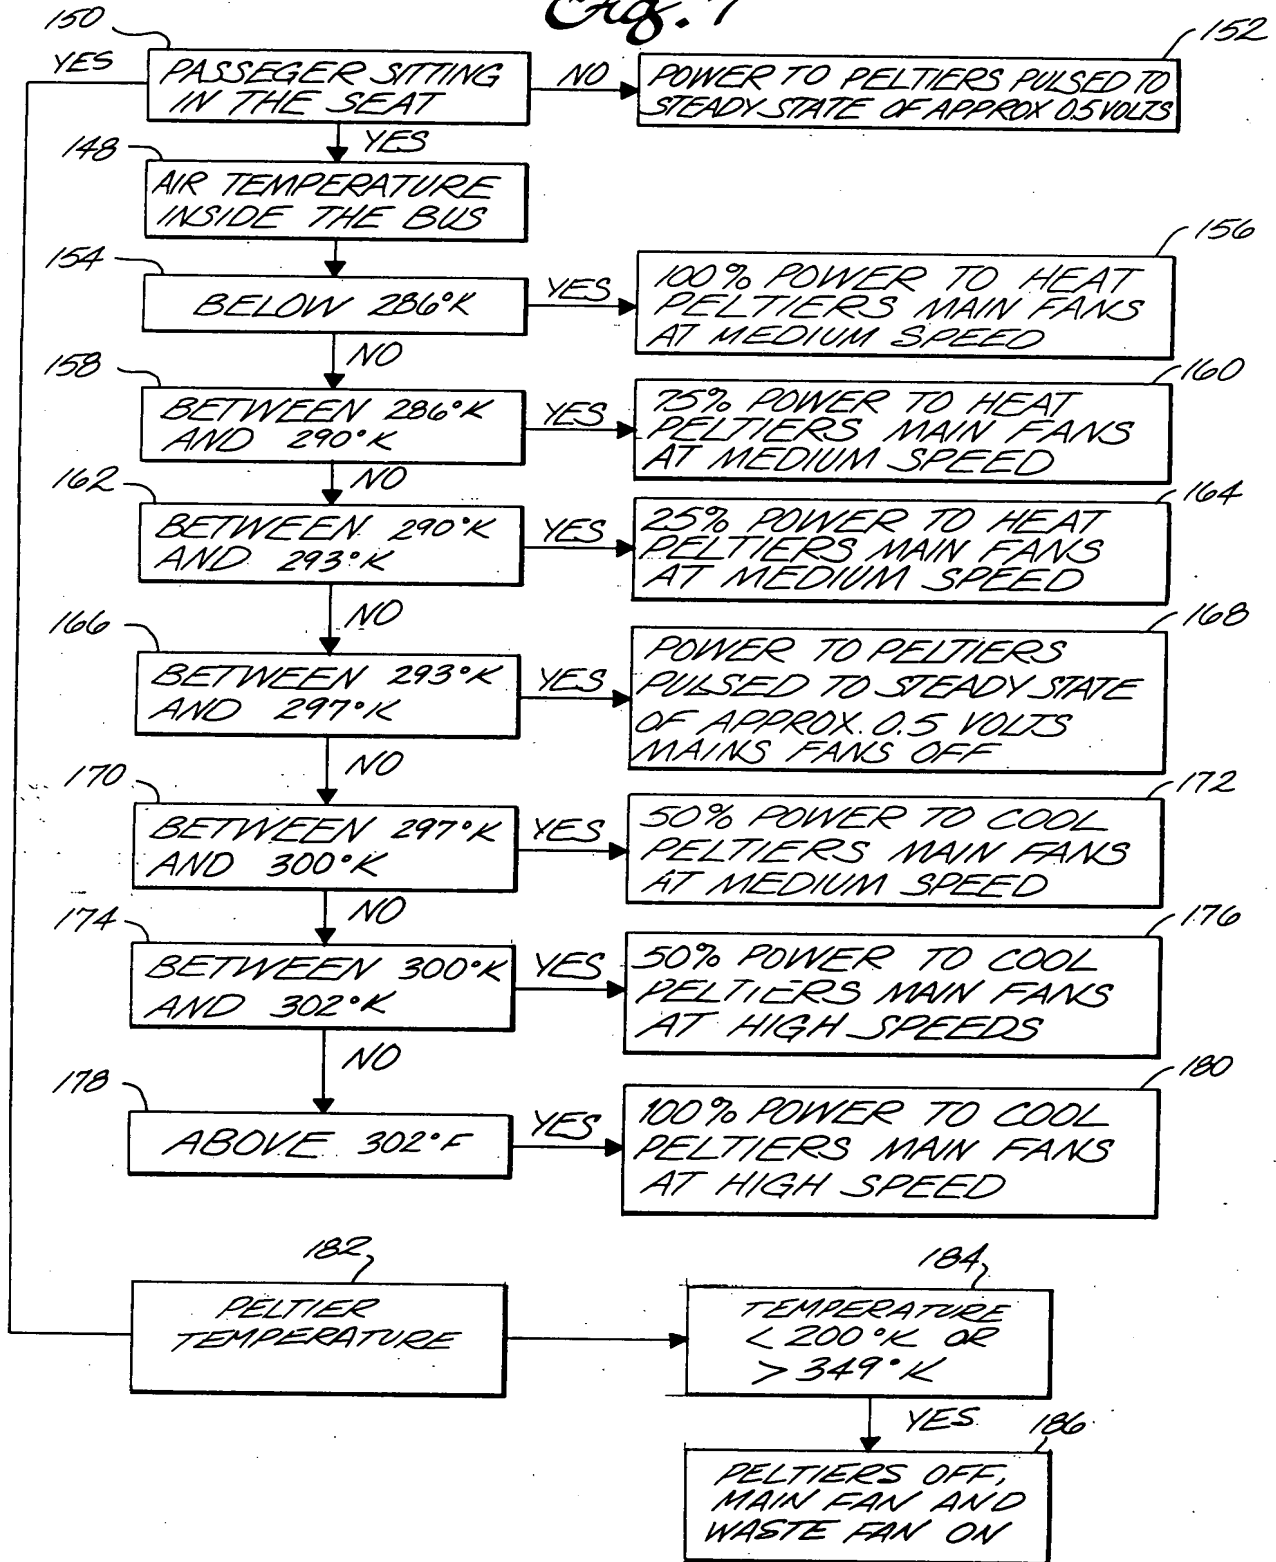 Fig. 7
150
YES
PASSEGER SITTING
IN THE SEAT
NO
152
POWER TO PELTIERS PULSED TO
STEADY STATE OF APPROX 0.5 VOLTS
YES
148
AIR TEMPERATURE
INSIDE THE BUS
154
BELOW 286°K
YES
156
100% POWER TO HEAT
PELTIERS MAIN FANS
AT MEDIUM SPEED
NO
158
BETWEEN 286°K
AND 290°K
YES
160
75% POWER TO HEAT
PELTIERS MAIN FANS
AT MEDIUM SPEED
NO
162
BETWEEN 290°K
AND 293°K
YES
164
25% POWER TO HEAT
PELTIERS MAIN FANS
AT MEDIUM SPEED
NO
166
BETWEEN 293°K
AND 297°K
YES
168
POWER TO PELTIERS
PULSED TO STEADY STATE
OF APPROX. 0.5 VOLTS
MAINS FANS OFF
NO
170
BETWEEN 297°K
AND 300°K
YES
172
50% POWER TO COOL
PELTIERS MAIN FANS
AT MEDIUM SPEED
NO
174
BETWEEN 300°K
AND 302°K
YES
176
50% POWER TO COOL
PELTIERS MAIN FANS
AT HIGH SPEEDS
NO
178
ABOVE 302°F
YES
180
100% POWER TO COOL
PELTIERS MAIN FANS
AT HIGH SPEED
182
PELTIER
TEMPERATURE
184
TEMPERATURE
< 200°K OR
> 349°K
YES
186
PELTIERS OFF,
MAIN FAN AND
WASTE FAN ON